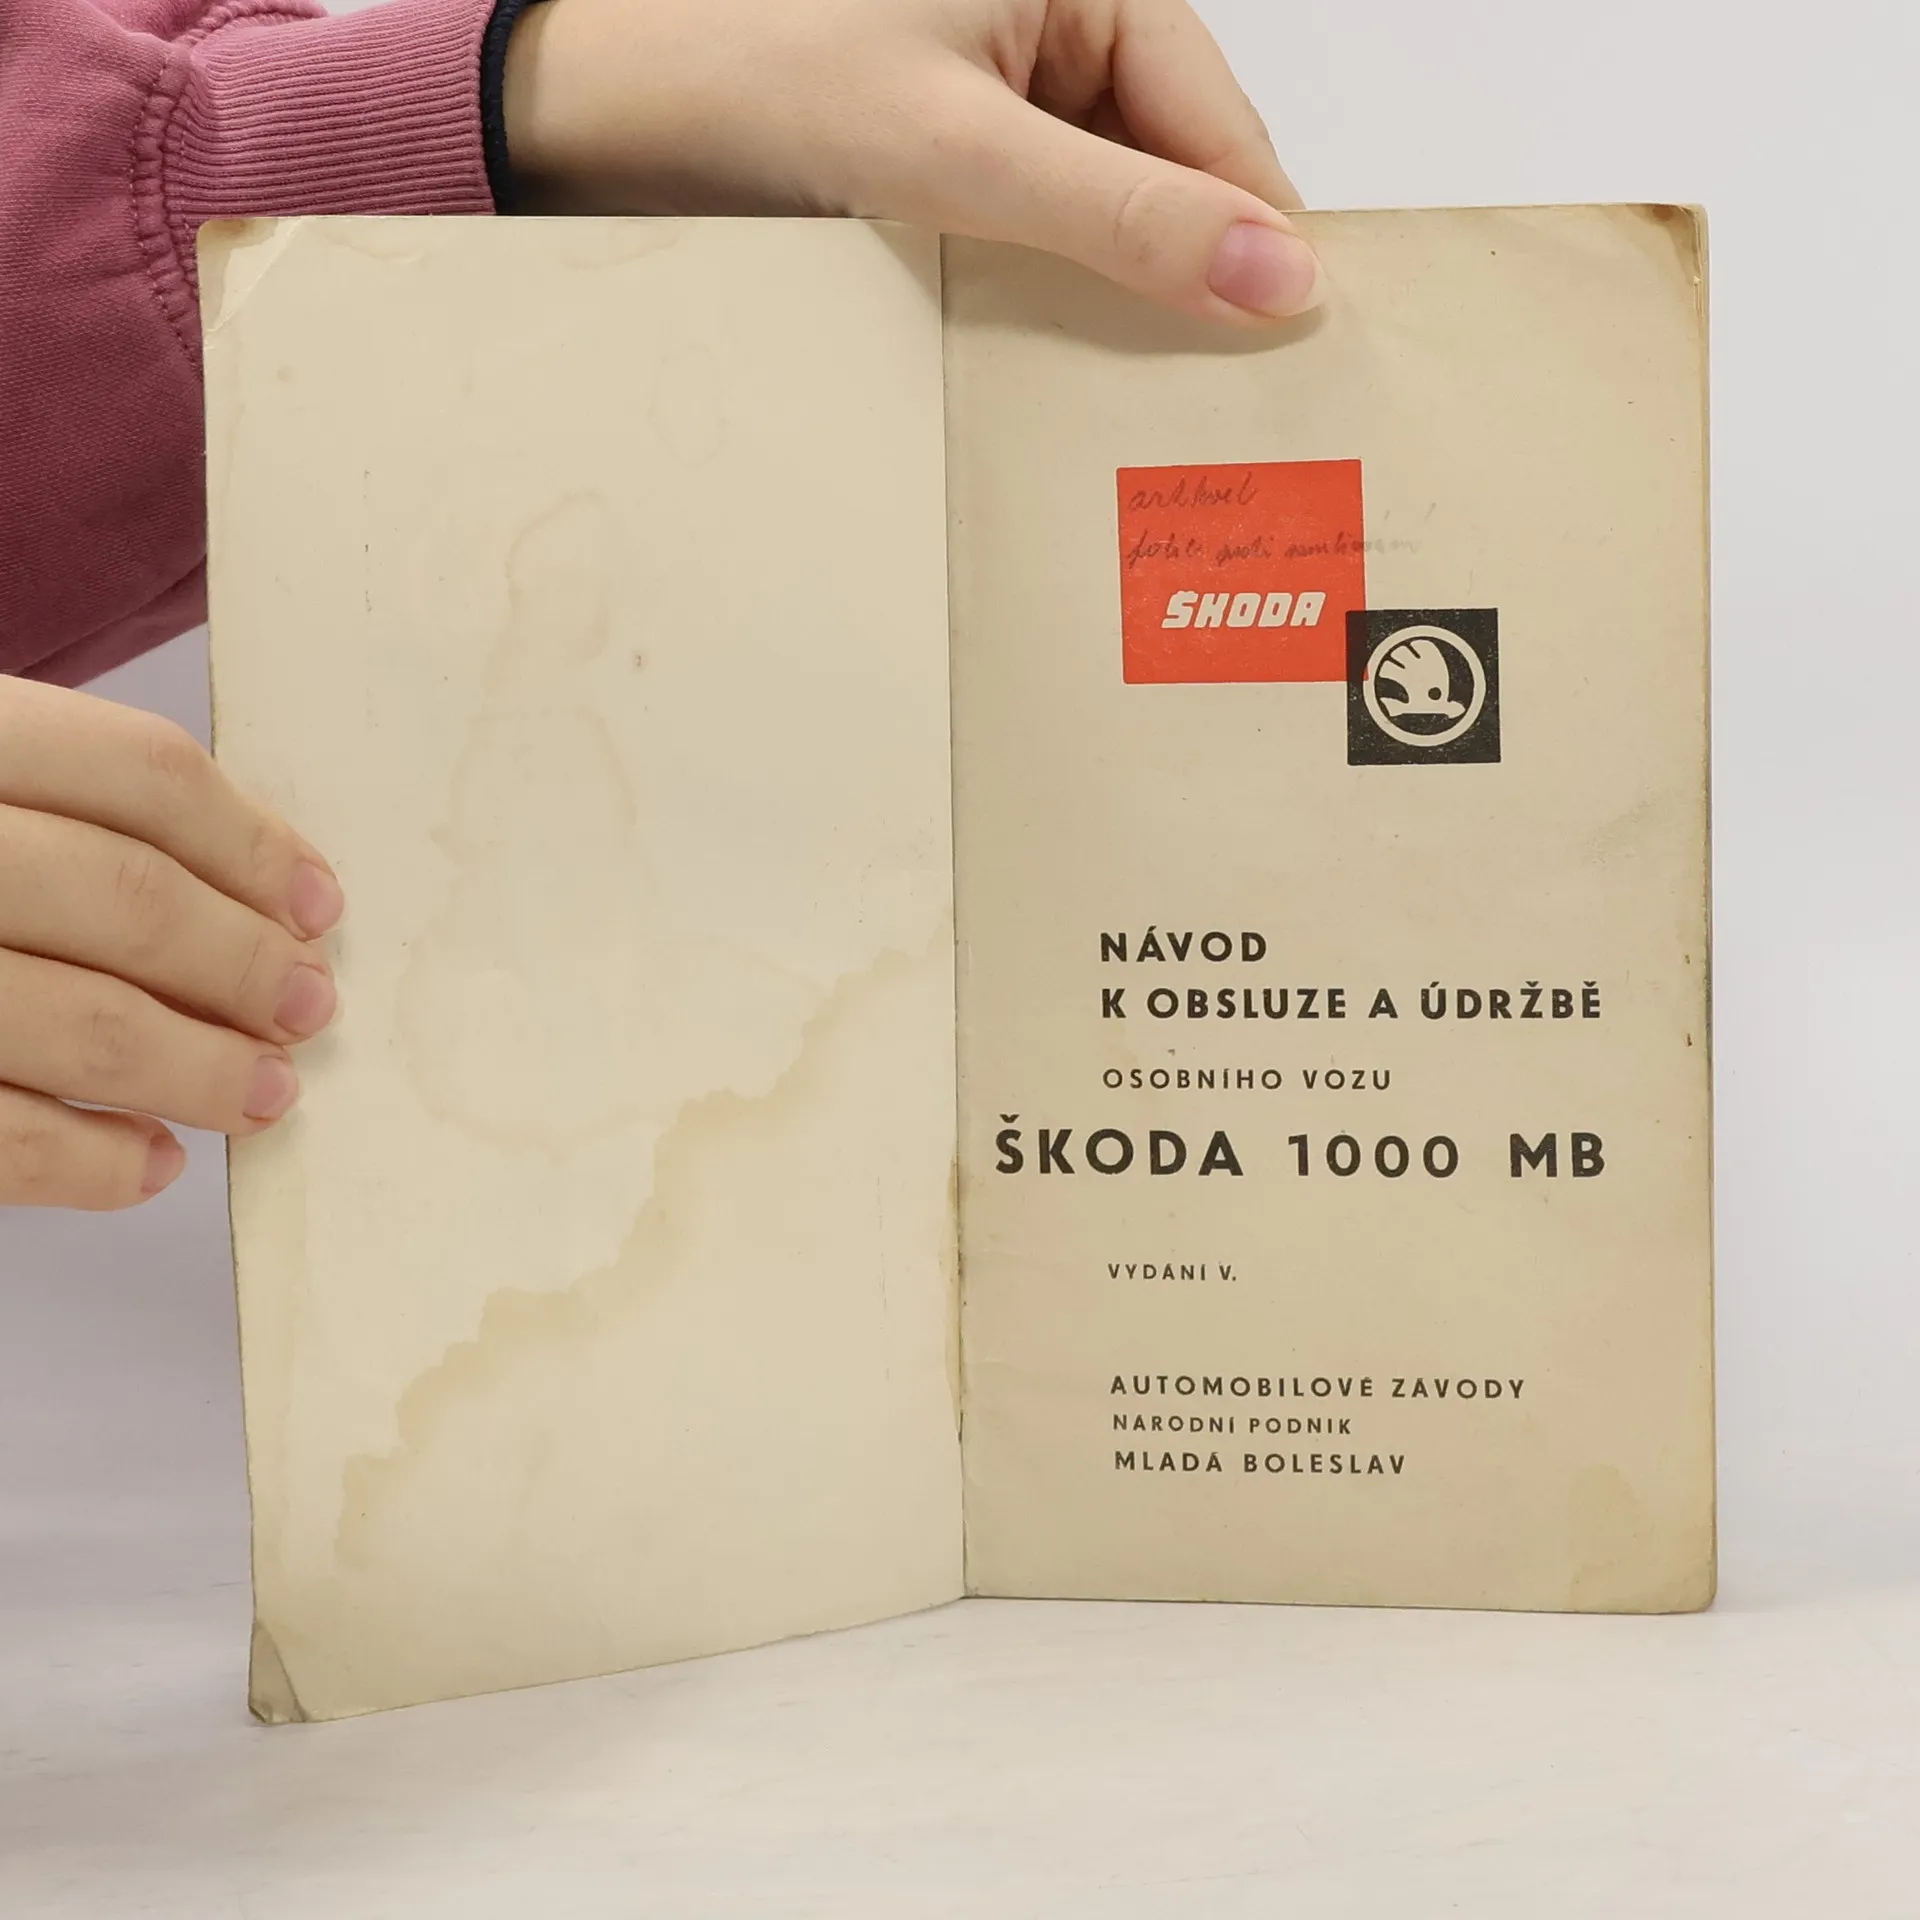 ŠKODA
NÁVOD
K OBSLUZE A ÚDRŽBĚ
OSOBNÍHO VOZU
ŠKODA 1000 MB
VYDÁNÍ V.
AUTOMOBILOVÉ ZÁVODY
NÁRODNÍ PODNIK
MLADÁ BOLESLAV